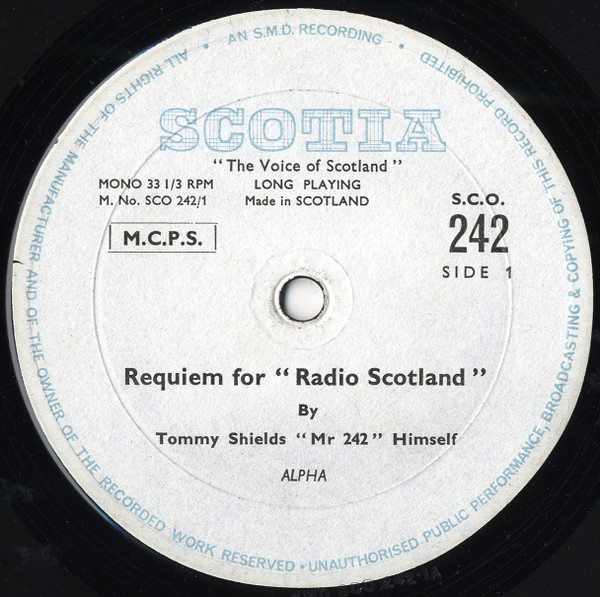 · AN S.M.D. RECORDING ·
ALL RIGHTS OF THE MANUFACTURER AND OF THE OWNER OF THE RECORDED WORK RESERVED · UNAUTHORISED PUBLIC PERFORMANCE, BROADCASTING & COPYING OF THIS RECORD PROHIBITED
SCOTIA
"The Voice of Scotland"
MONO 33 1/3 RPM LONG PLAYING S.C.O.
M. No. SCO 242/1 Made in SCOTLAND 242
M.C.P.S. SIDE 1
Requiem for "Radio Scotland"
By
Tommy Shields "Mr 242" Himself
ALPHA